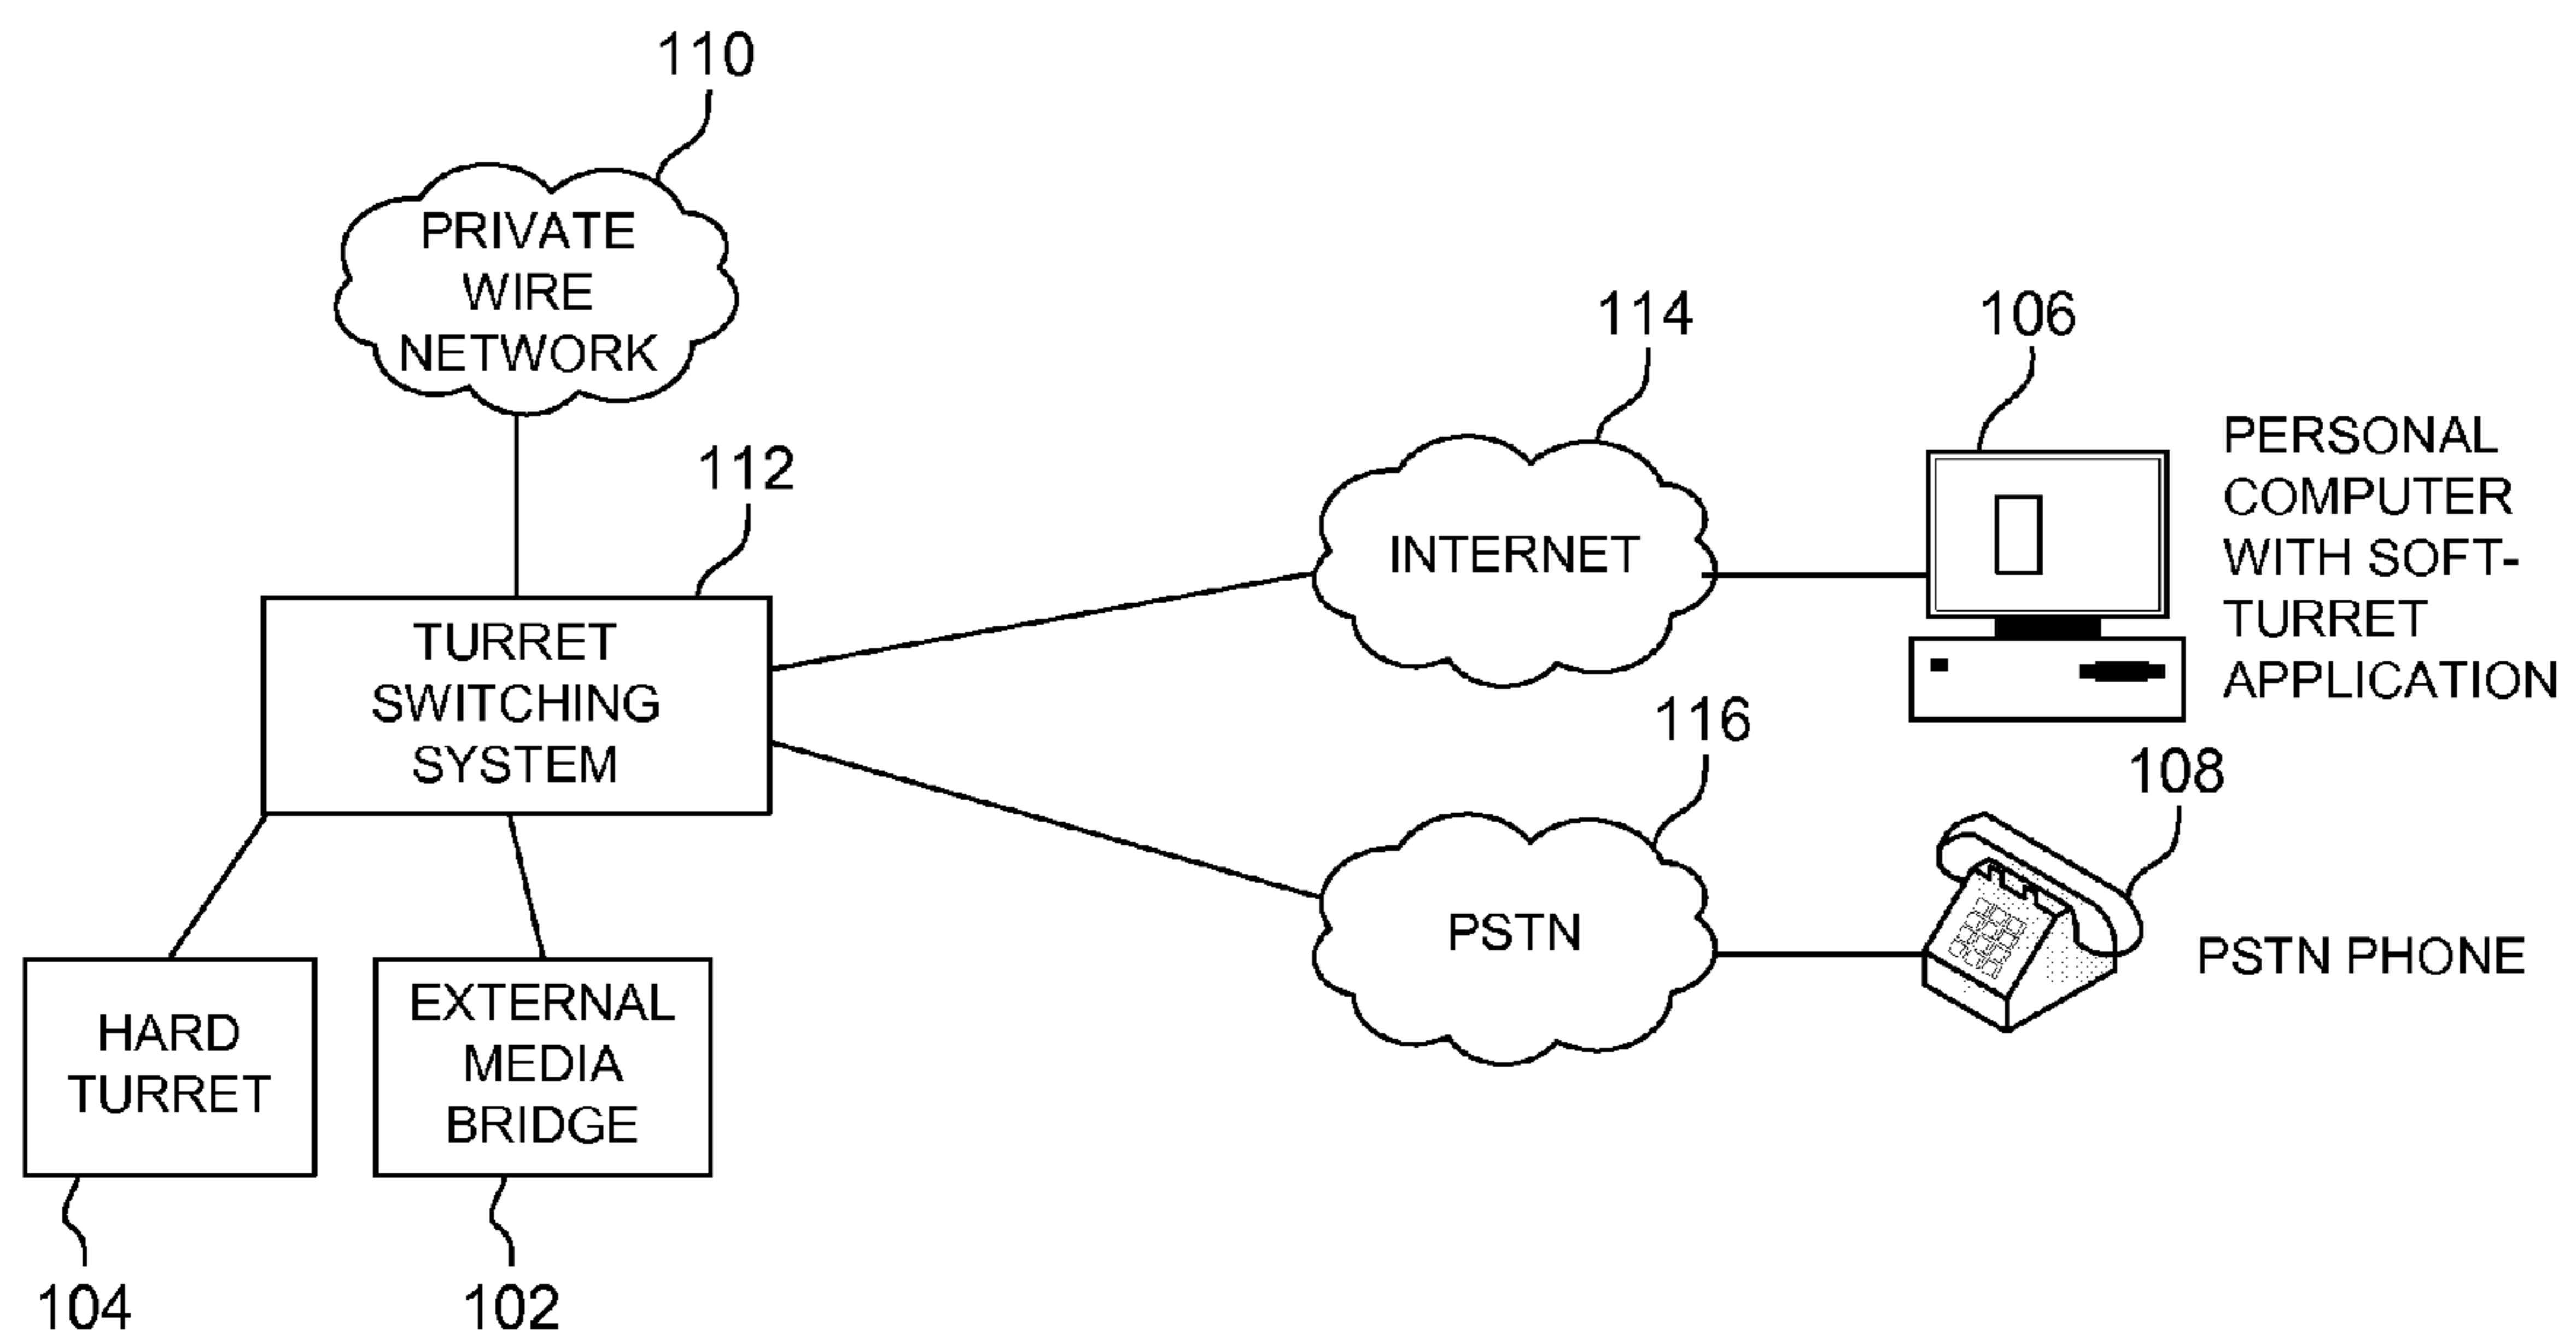 110
PRIVATE
WIRE
NETWORK
112
TURRET
SWITCHING
SYSTEM
HARD
TURRET
104
EXTERNAL
MEDIA
BRIDGE
102
114
INTERNET
106
PERSONAL
COMPUTER
WITH SOFT-
TURRET
APPLICATION
116
PSTN
108
PSTN PHONE